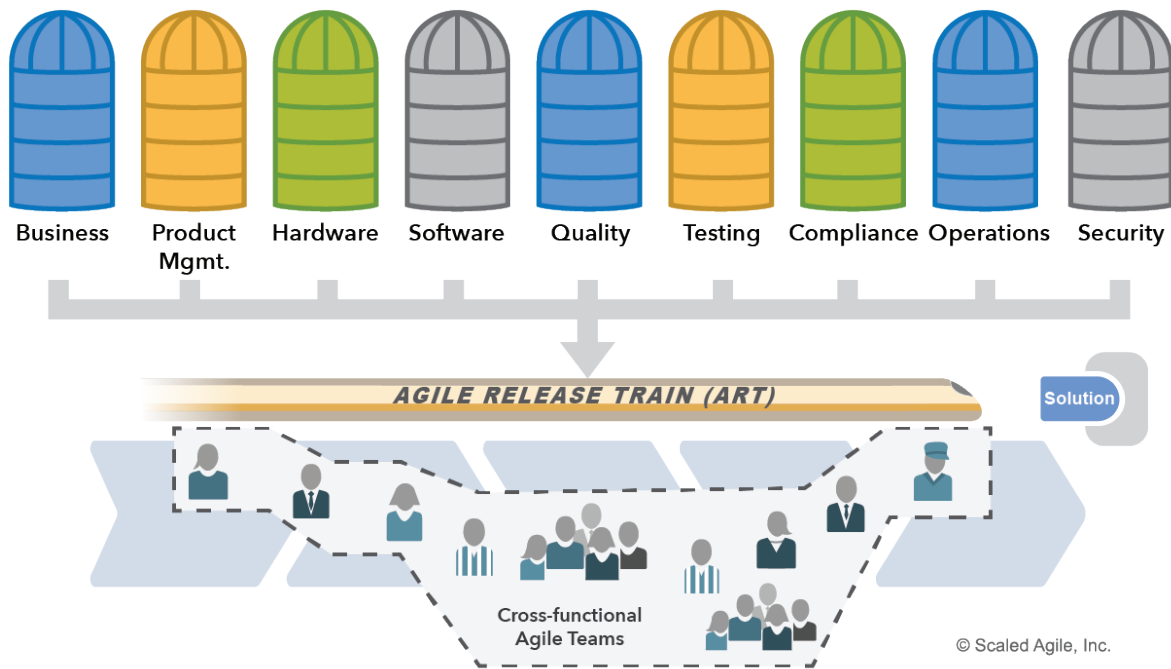 Business
Product
Mgmt.
Hardware
Software
Quality
Testing
Compliance
Operations
Security
AGILE RELEASE TRAIN (ART)
Solution
Cross-functional
Agile Teams
© Scaled Agile, Inc.